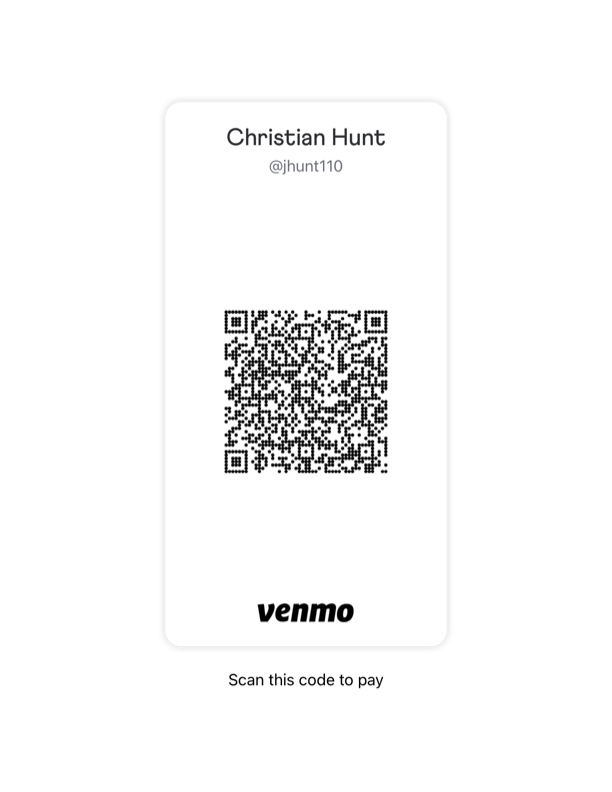 Christian Hunt
@jhunt110
venmo
Scan this code to pay